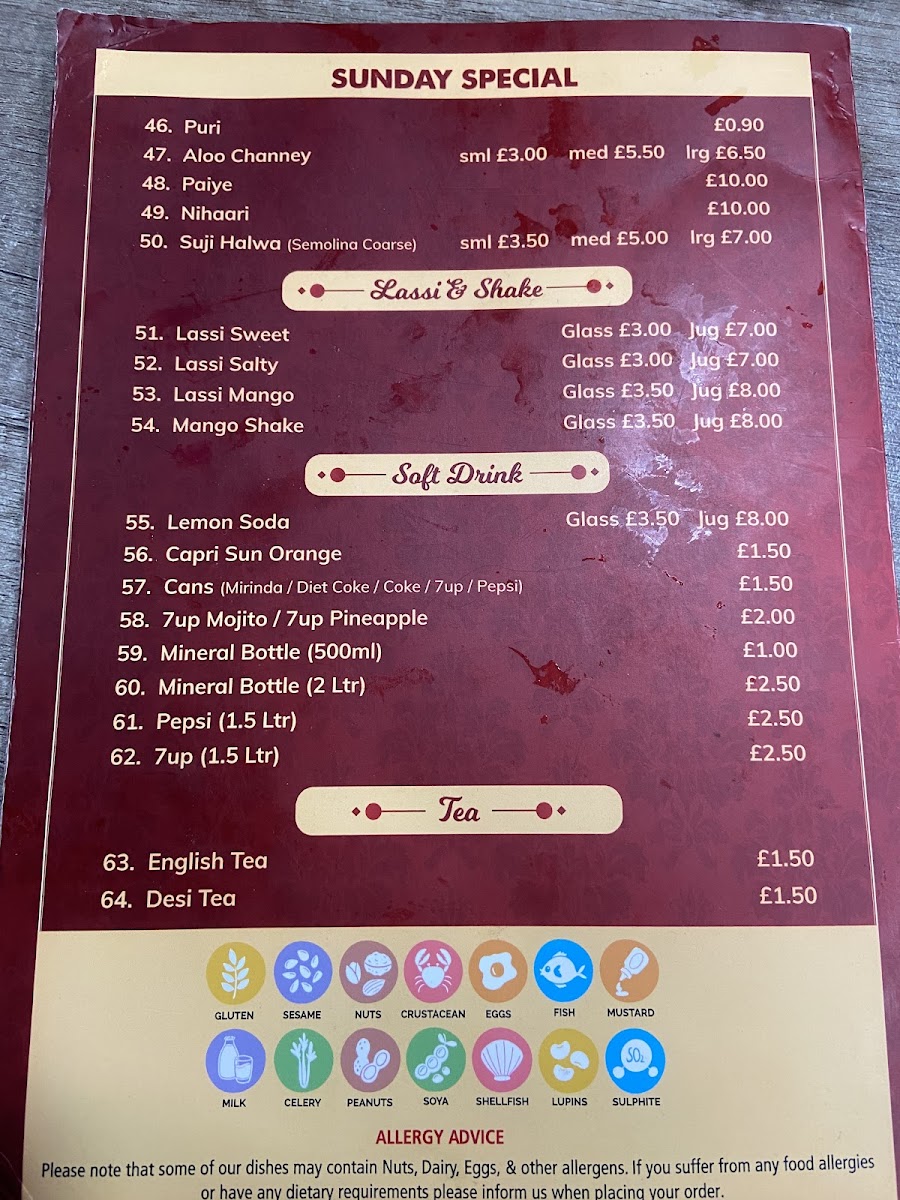 SUNDAY SPECIAL
46. Puri £0.90
47. Aloo Channey sml £3.00 med £5.50 lrg £6.50
48. Paiye £10.00
49. Nihaari £10.00
50. Suji Halwa (Semolina Coarse) sml £3.50 med £5.00 lrg £7.00
Lassi & Shake
51. Lassi Sweet Glass £3.00 Jug £7.00
52. Lassi Salty Glass £3.00 Jug £7.00
53. Lassi Mango Glass £3.50 Jug £8.00
54. Mango Shake Glass £3.50 Jug £8.00
Soft Drink
55. Lemon Soda Glass £3.50 Jug £8.00
56. Capri Sun Orange £1.50
57. Cans (Mirinda / Diet Coke / Coke / 7up / Pepsi) £1.50
58. 7up Mojito / 7up Pineapple £2.00
59. Mineral Bottle (500ml) £1.00
60. Mineral Bottle (2 Ltr) £2.50
61. Pepsi (1.5 Ltr) £2.50
62. 7up (1.5 Ltr) £2.50
Tea
63. English Tea £1.50
64. Desi Tea £1.50
GLUTEN SESAME NUTS CRUSTACEAN EGGS FISH MUSTARD
SO₂
MILK CELERY PEANUTS SOYA SHELLFISH LUPINS SULPHITE
ALLERGY ADVICE
Please note that some of our dishes may contain Nuts, Dairy, Eggs, & other allergens. If you suffer from any food allergies
or have any dietary requirements please inform us when placing your order.